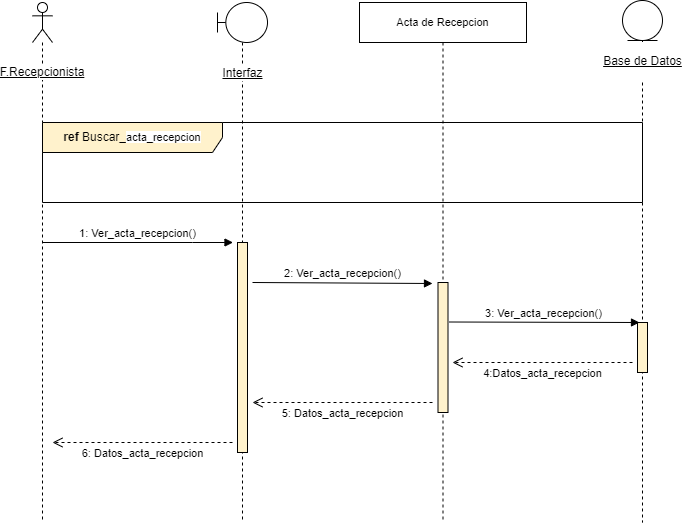 Acta de Recepcion
F.Recepcionista
Interfaz
Base de Datos
ref Buscar_acta_recepcion
1: Ver_acta_recepcion()
2: Ver_acta_recepcion()
3: Ver_acta_recepcion()
4:Datos_acta_recepcion
5: Datos_acta_recepcion
6: Datos_acta_recepcion